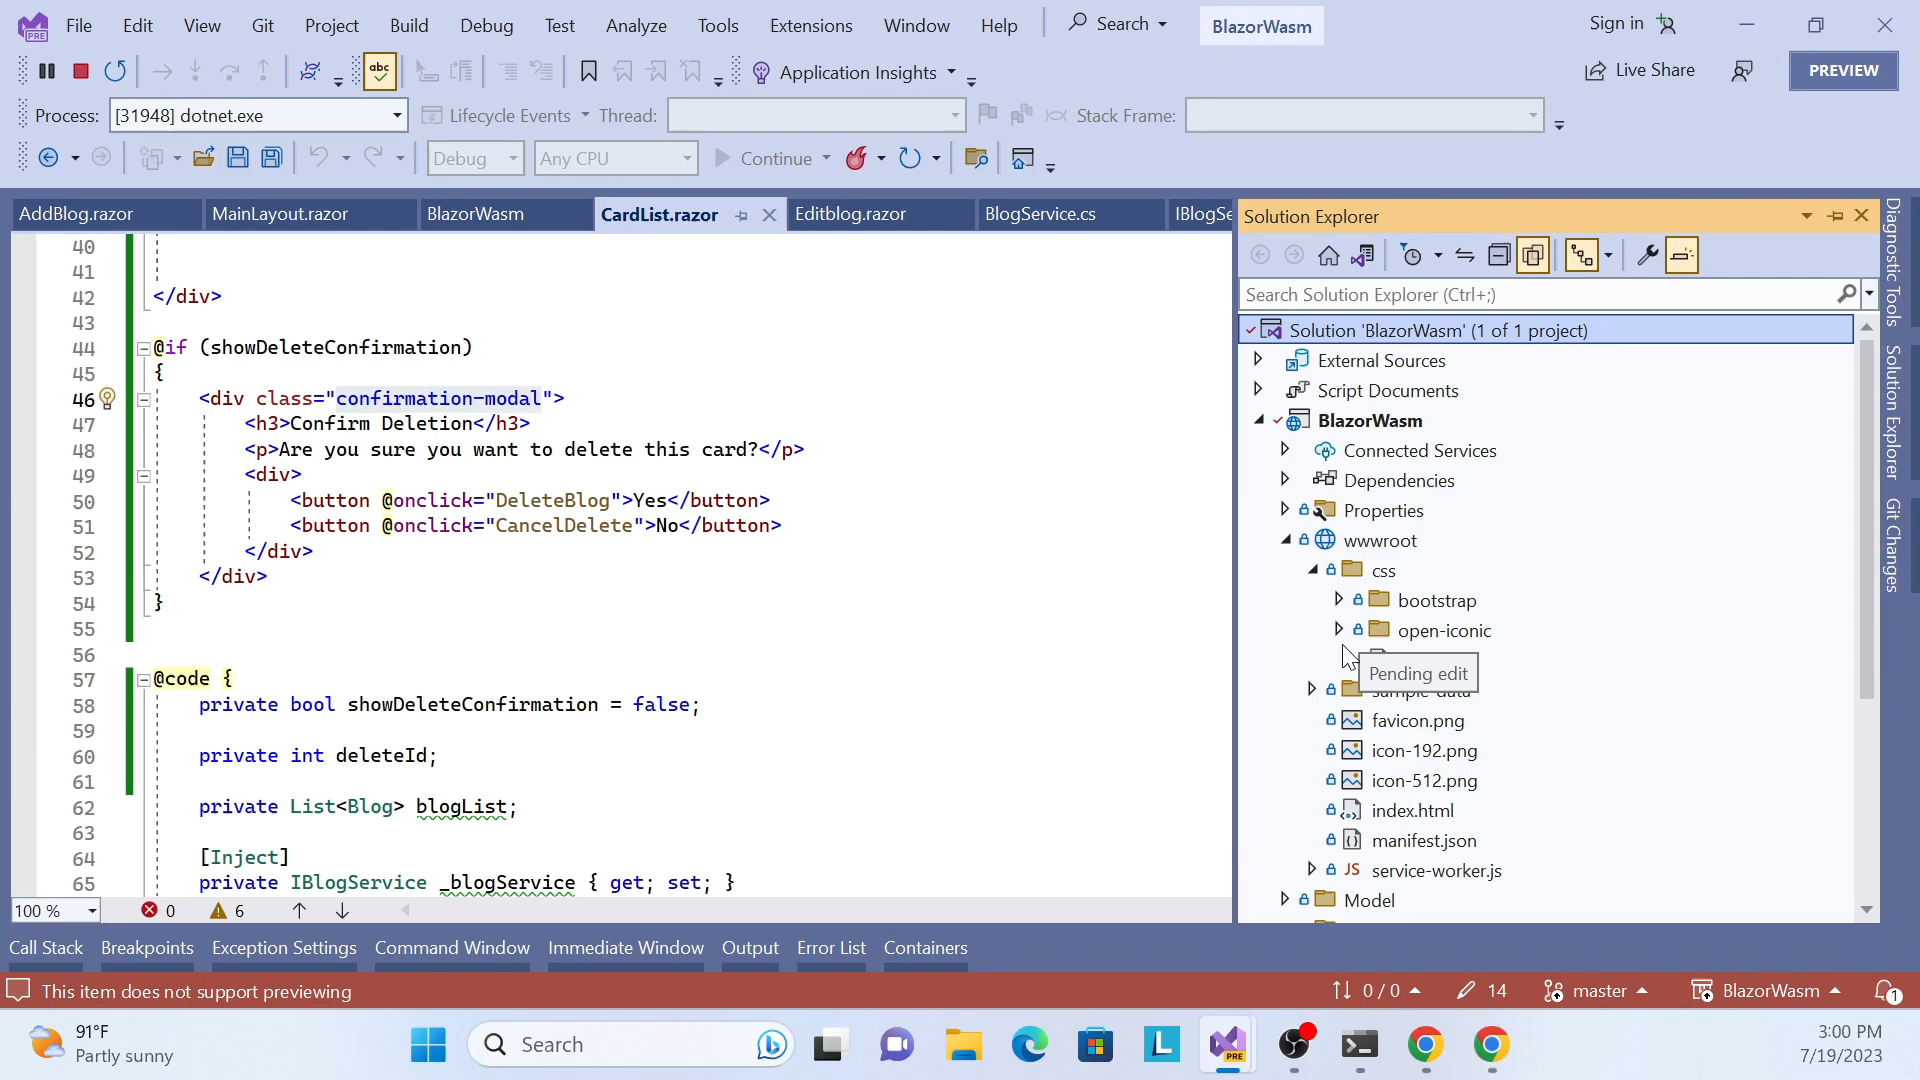 File Edit View Git Project Build Debug Test Analyze Tools Extensions Window Help Search BlazorWasm Sign in
PRE
abc Application Insights Live Share PREVIEW
Process: [31948] dotnet.exe Lifecycle Events Thread: Stack Frame:
Debug Any CPU Continue
AddBlog.razor MainLayout.razor BlazorWasm CardList.razor Editblog.razor BlogService.cs IBlogSe
40
41
42 </div>
43
44 @if (showDeleteConfirmation)
45 {
46 <div class="confirmation-modal">
47 <h3>Confirm Deletion</h3>
48 <p>Are you sure you want to delete this card?</p>
49 <div>
50 <button @onclick="DeleteBlog">Yes</button>
51 <button @onclick="CancelDelete">No</button>
52 </div>
53 </div>
54 }
55
56
57 @code {
58 private bool showDeleteConfirmation = false;
59
60 private int deleteId;
61
62 private List<Blog> blogList;
63
64 [Inject]
65 private IBlogService _blogService { get; set; }
100 % 0 6
Solution Explorer
Search Solution Explorer (Ctrl+;)
Solution 'BlazorWasm' (1 of 1 project)
External Sources
Script Documents
BlazorWasm
Connected Services
Dependencies
Properties
wwwroot
css
bootstrap
open-iconic
Pending edit
sample-data
favicon.png
icon-192.png
icon-512.png
index.html
manifest.json
JS service-worker.js
Model
Diagnostic Tools
Solution Explorer
Git Changes
Call Stack Breakpoints Exception Settings Command Window Immediate Window Output Error List Containers
This item does not support previewing 0 / 0 14 master BlazorWasm 1
91°F
Partly sunny
Search
L
PRE
3:00 PM
7/19/2023